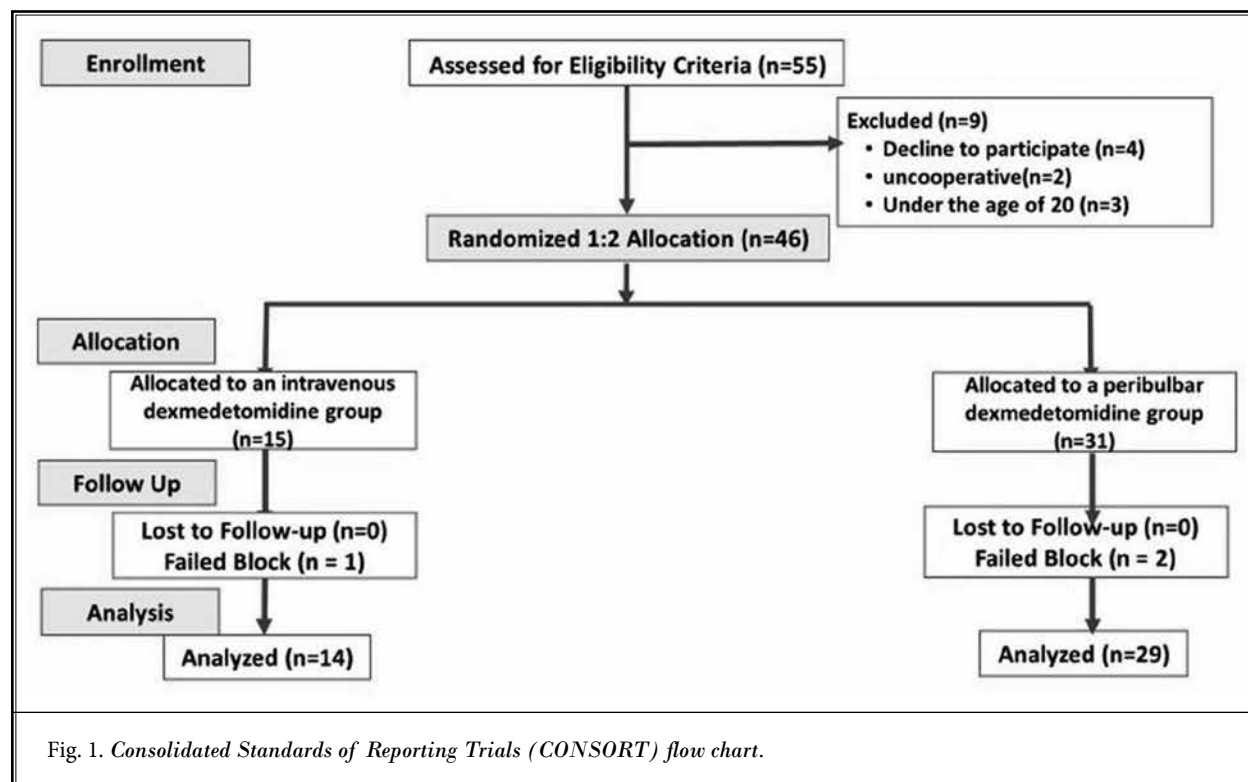 Enrollment
Assessed for Eligibility Criteria (n=55)
Excluded (n=9)
• Decline to participate (n=4)
• uncooperative(n=2)
• Under the age of 20 (n=3)
Randomized 1:2 Allocation (n=46)
Allocation
Allocated to an intravenous
dexmedetomidine group
(n=15)
Allocated to a peribulbar
dexmedetomidine group
(n=31)
Follow Up
Lost to Follow-up (n=0)
Failed Block (n = 1)
Lost to Follow-up (n=0)
Failed Block (n = 2)
Analysis
Analyzed (n=14)
Analyzed (n=29)
Fig. 1. Consolidated Standards of Reporting Trials (CONSORT) flow chart.